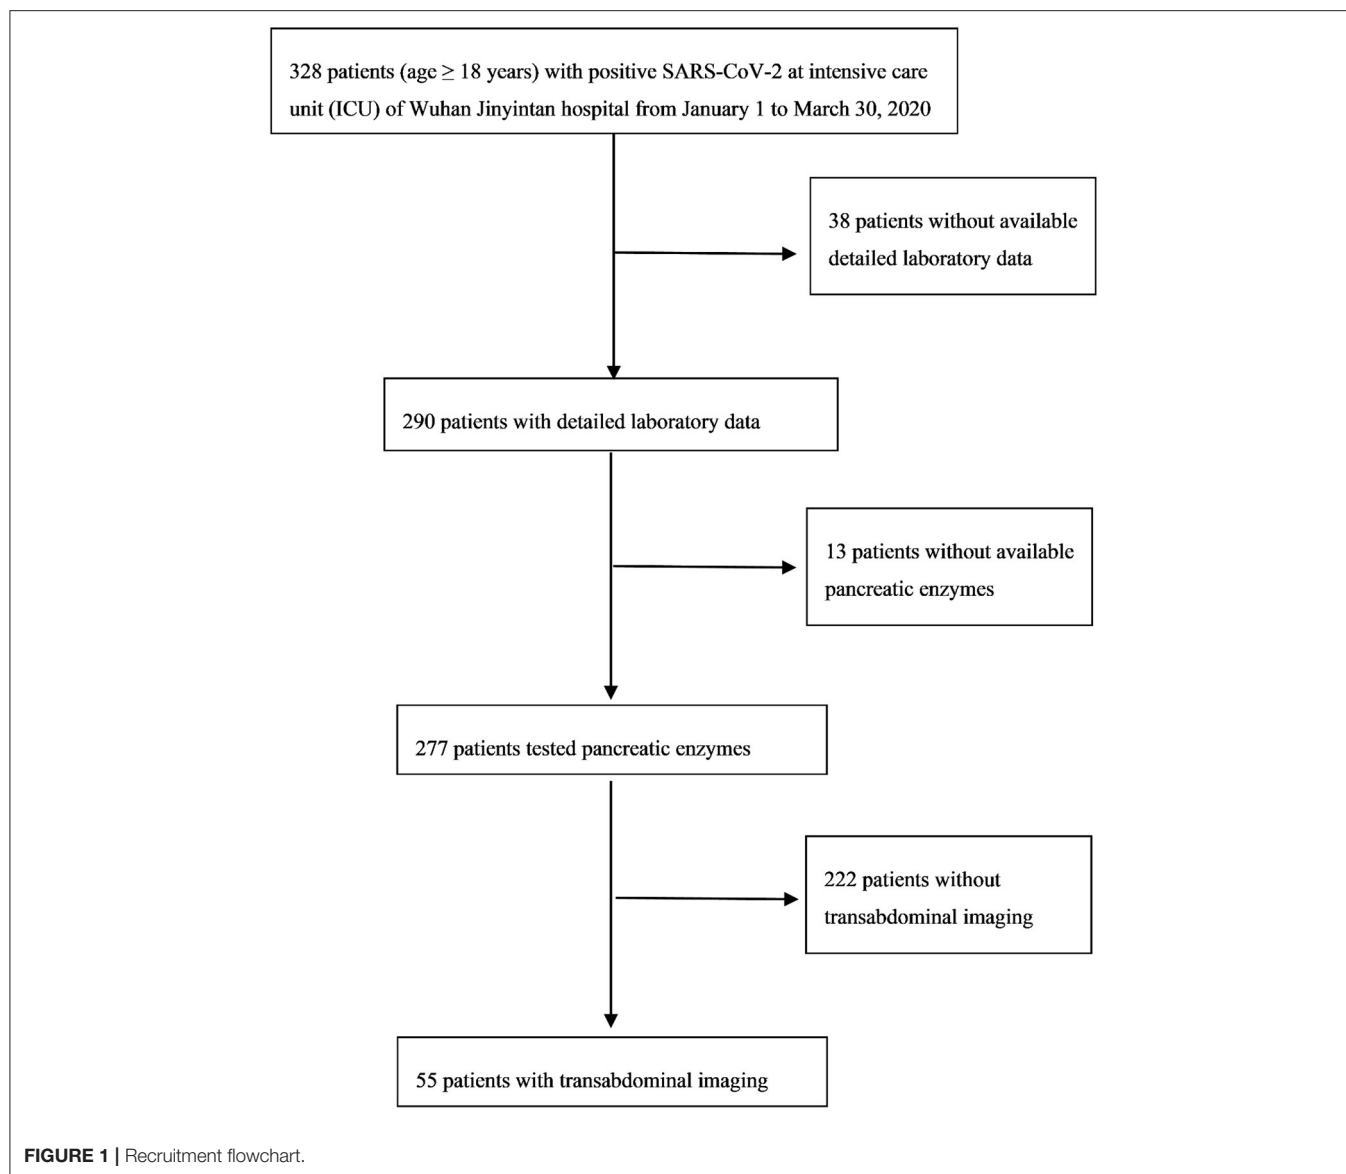 328 patients (age ≥ 18 years) with positive SARS-CoV-2 at intensive care
unit (ICU) of Wuhan Jinyintan hospital from January 1 to March 30, 2020
38 patients without available
detailed laboratory data
290 patients with detailed laboratory data
13 patients without available
pancreatic enzymes
277 patients tested pancreatic enzymes
222 patients without
transabdominal imaging
55 patients with transabdominal imaging
FIGURE 1 | Recruitment flowchart.